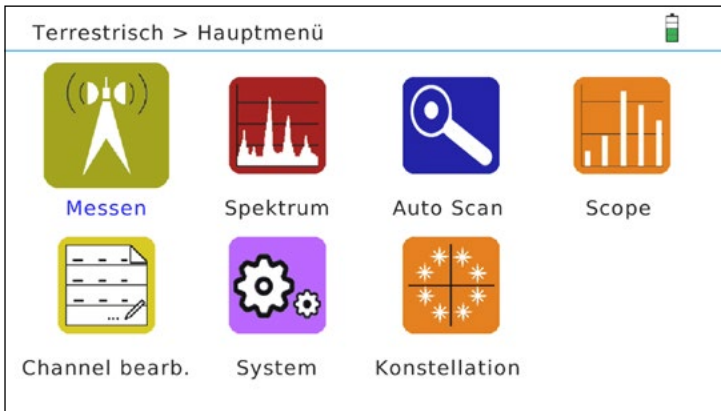 Terrestrisch > Hauptmenü
Messen Spektrum Auto Scan Scope
Channel bearb. System Konstellation